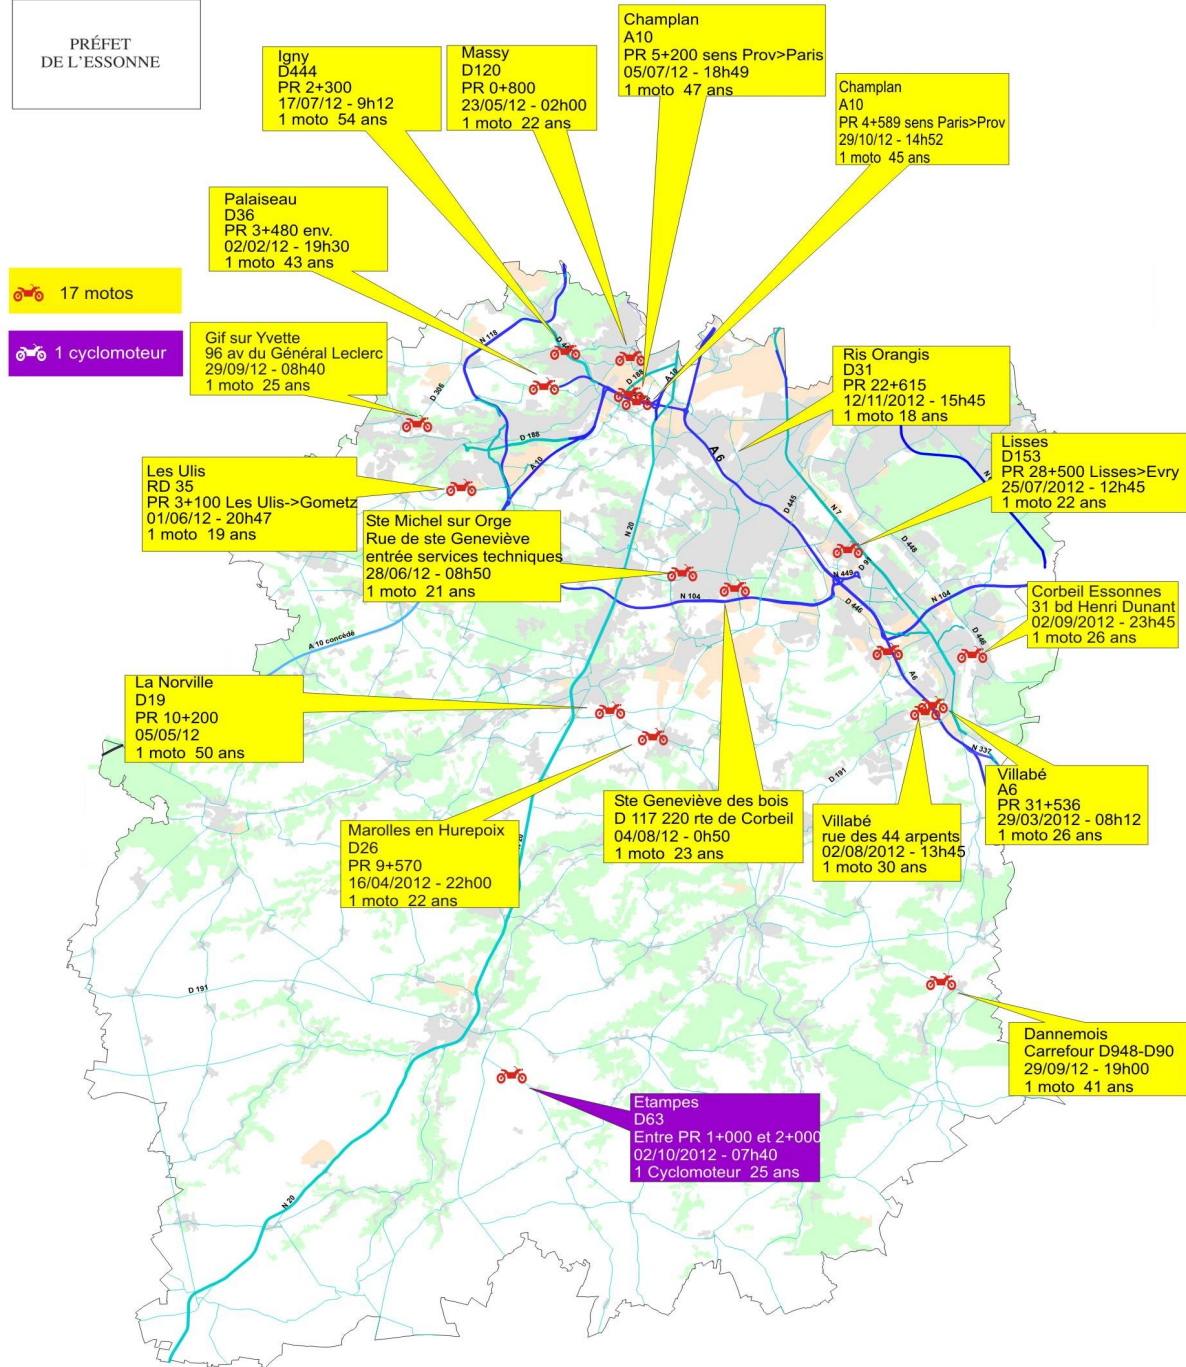 PRÉFET
DE L'ESSONNE
Igny
D444
PR 2+300
17/07/12 - 9h12
1 moto 54 ans
Massy
D120
PR 0+800
23/05/12 - 02h00
1 moto 22 ans
Champlan
A10
PR 5+200 sens Prov>Paris
05/07/12 - 18h49
1 moto 47 ans
Champlan
A10
PR 4+589 sens Paris>Prov
29/10/12 - 14h52
1 moto 45 ans
Palaiseau
D36
PR 3+480 env.
02/02/12 - 19h30
1 moto 43 ans
17 motos
1 cyclomoteur
Gif sur Yvette
96 av du Général Leclerc
29/09/12 - 08h40
1 moto 25 ans
Ris Orangis
D31
PR 22+615
12/11/2012 - 15h45
1 moto 18 ans
Lisses
D153
PR 28+500 Lisses>Evry
25/07/2012 - 12h45
1 moto 22 ans
Les Ulis
RD 35
PR 3+100 Les Ulis->Gometz
01/06/12 - 20h47
1 moto 19 ans
Ste Michel sur Orge
Rue de ste Geneviève
entrée services techniques
28/06/12 - 08h50
1 moto 21 ans
Corbeil Essonnes
31 bd Henri Dunant
02/09/2012 - 23h45
1 moto 26 ans
La Norville
D19
PR 10+200
05/05/12
1 moto 50 ans
Marolles en Hurepoix
D26
PR 9+570
16/04/2012 - 22h00
1 moto 22 ans
Ste Geneviève des bois
D 117 220 rte de Corbeil
04/08/12 - 0h50
1 moto 23 ans
Villabé
rue des 44 arpents
02/08/2012 - 13h45
1 moto 30 ans
Villabé
A6
PR 31+536
29/03/2012 - 08h12
1 moto 26 ans
Dannemois
Carrefour D948-D90
29/09/12 - 19h00
1 moto 41 ans
Etampes
D63
Entre PR 1+000 et 2+000
02/10/2012 - 07h40
1 Cyclomoteur 25 ans
N 118
D 188
A 10
D 306
D 188
A 10
A 6
N 20
D 445
N 7
D 448
N 449
N 104
D 446
N 104
D 446
A 10 concédé
A6
N 337
D 191
D 191
N 20